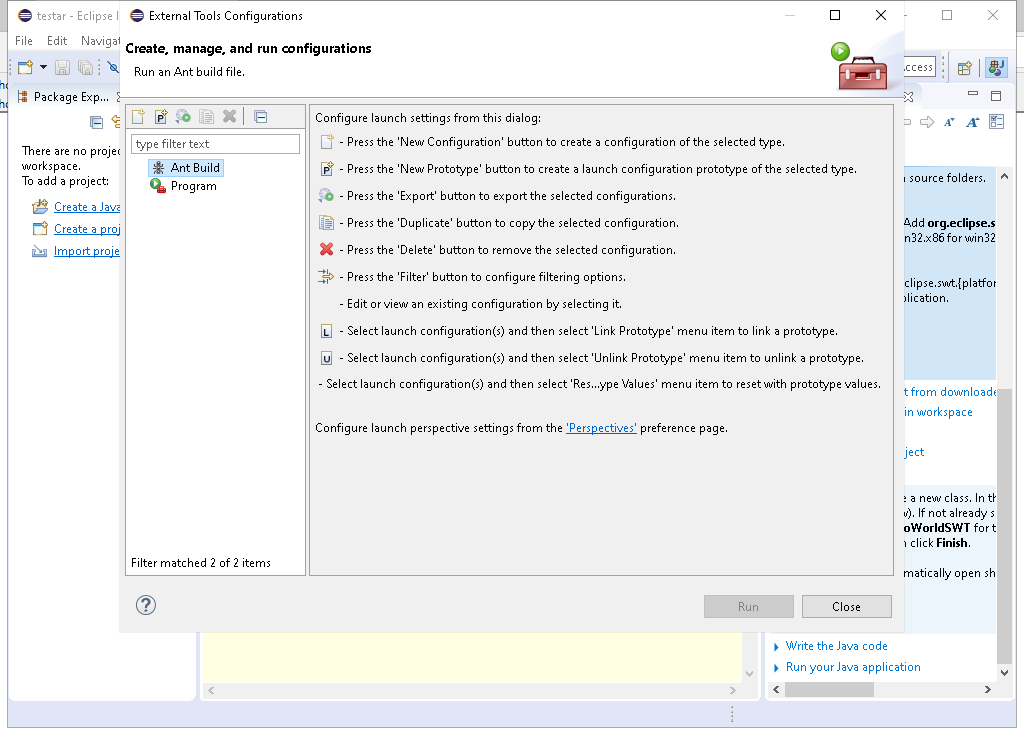 testar - Eclipse
External Tools Configurations
File Edit Navigat
Create, manage, and run configurations
Run an Ant build file.
ccess
Package Exp...
type filter text
Ant Build
Program
Filter matched 2 of 2 items
There are no projec
workspace.
To add a project:
Create a Java
Create a proj
Import proje
Configure launch settings from this dialog:
- Press the 'New Configuration' button to create a configuration of the selected type.
- Press the 'New Prototype' button to create a launch configuration prototype of the selected type.
- Press the 'Export' button to export the selected configurations.
- Press the 'Duplicate' button to copy the selected configuration.
- Press the 'Delete' button to remove the selected configuration.
- Press the 'Filter' button to configure filtering options.
- Edit or view an existing configuration by selecting it.
L - Select launch configuration(s) and then select 'Link Prototype' menu item to link a prototype.
U - Select launch configuration(s) and then select 'Unlink Prototype' menu item to unlink a prototype.
- Select launch configuration(s) and then select 'Res...ype Values' menu item to reset with prototype values.
Configure launch perspective settings from the 'Perspectives' preference page.
Run Close
source folders.
Add org.eclipse.s
n32.x86 for win32
clipse.swt.{platfor
lication.
t from downloade
in workspace
ject
e a new class. In th
w). If not already s
oWorldSWT for t
click Finish.
matically open sh
Write the Java code
Run your Java application